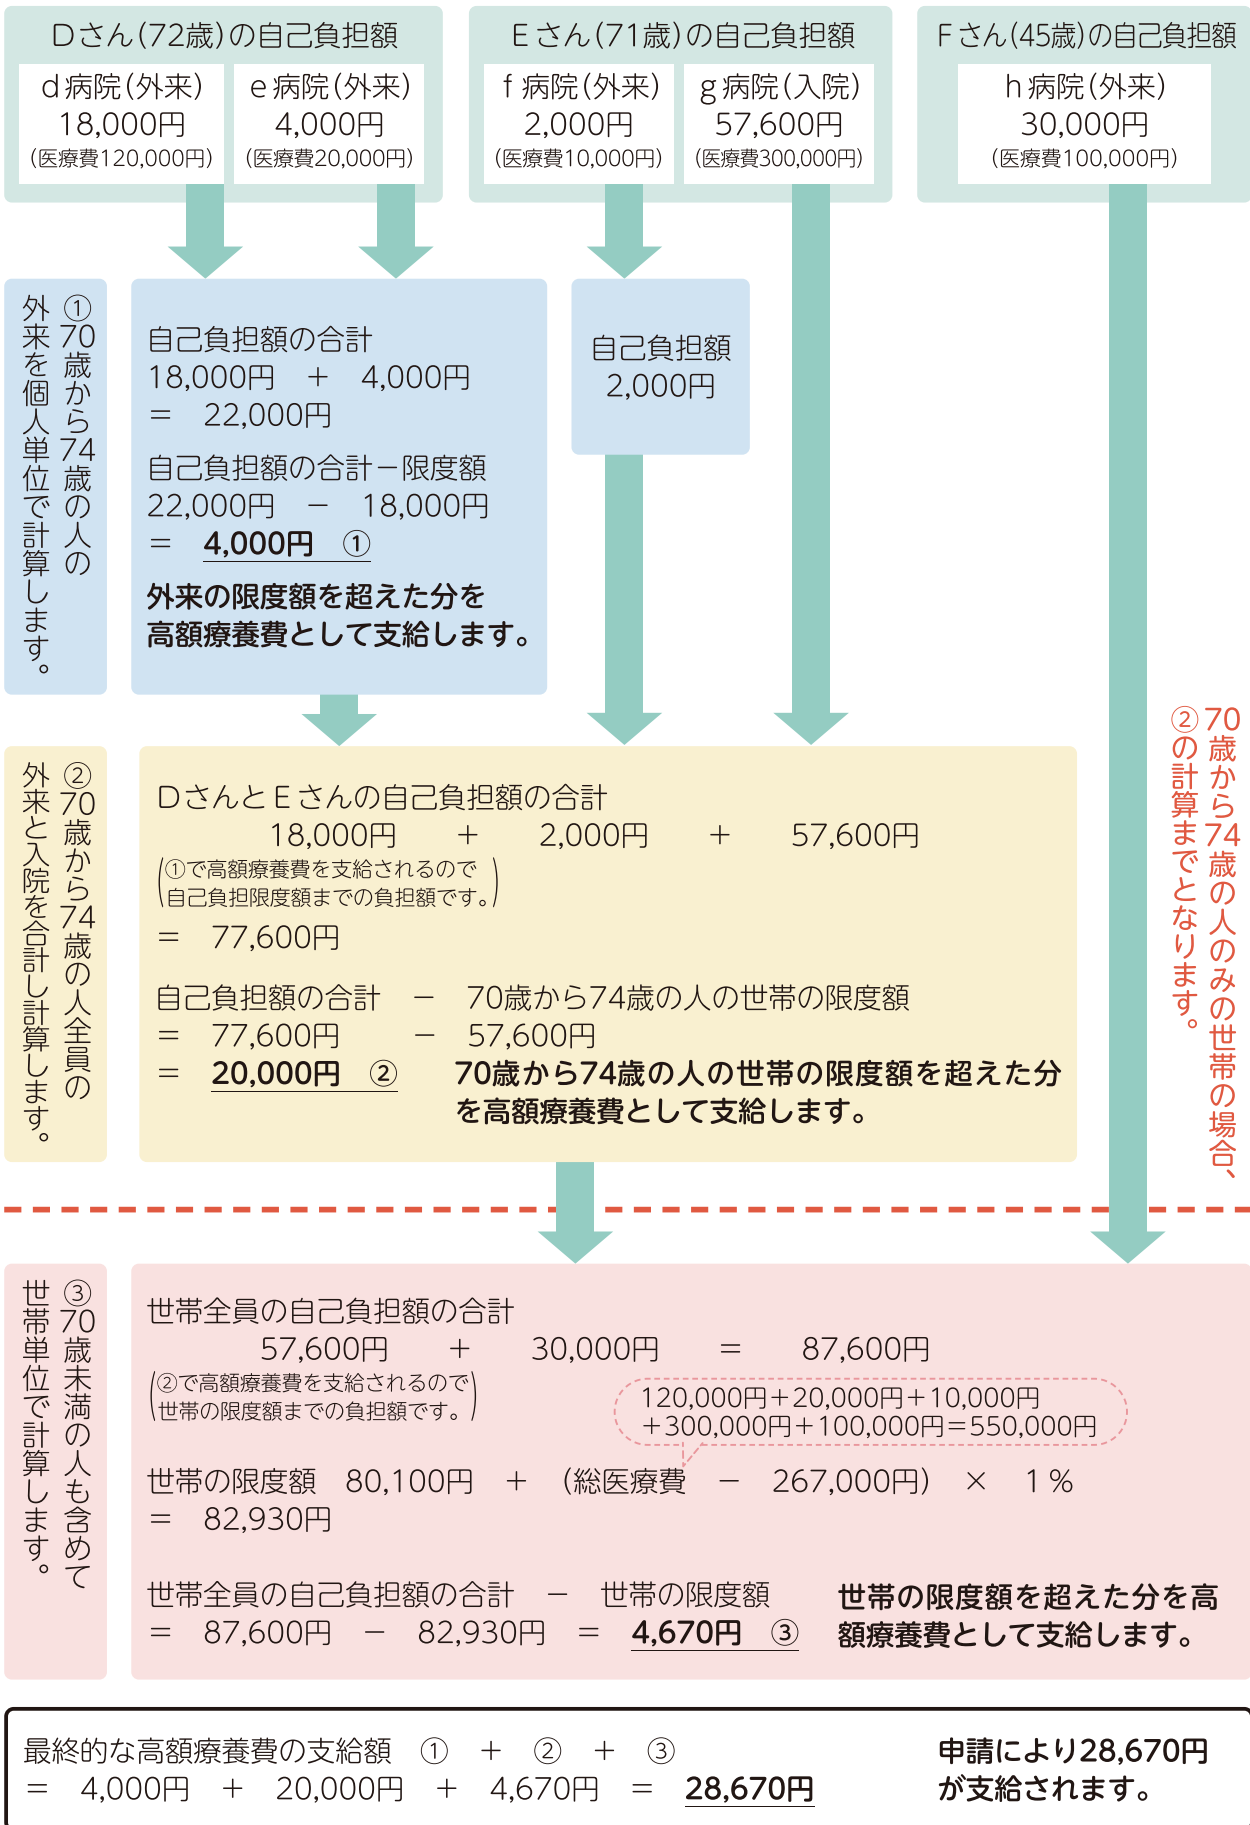 Dさん(72歳)の自己負担額
d病院(外来)
18,000円
(医療費120,000円)
e病院(外来)
4,000円
(医療費20,000円)
Eさん(71歳)の自己負担額
f病院(外来)
2,000円
(医療費10,000円)
g病院(入院)
57,600円
(医療費300,000円)
Fさん(45歳)の自己負担額
h病院(外来)
30,000円
(医療費100,000円)
①70歳から74歳の人の
外来を個人単位で計算します。
自己負担額の合計
18,000円 + 4,000円
= 22,000円
自己負担額の合計-限度額
22,000円 - 18,000円
= 4,000円 ①
外来の限度額を超えた分を
高額療養費として支給します。
自己負担額
2,000円
70歳から74歳の人のみの世帯の場合、
②の計算までとなります。
②70歳から74歳の人全員の
外来と入院を合計し計算します。
DさんとEさんの自己負担額の合計
18,000円 + 2,000円 + 57,600円
(①で高額療養費を支給されるので
自己負担限度額までの負担額です。)
= 77,600円
自己負担額の合計 - 70歳から74歳の人の世帯の限度額
= 77,600円 - 57,600円
= 20,000円 ②
70歳から74歳の人の世帯の限度額を超えた分
を高額療養費として支給します。
③70歳未満の人も含めて
世帯単位で計算します。
世帯全員の自己負担額の合計
57,600円 + 30,000円 = 87,600円
(②で高額療養費を支給されるので
世帯の限度額までの負担額です。)
120,000円+20,000円+10,000円
+300,000円+100,000円=550,000円
世帯の限度額 80,100円 + (総医療費 - 267,000円) × 1%
= 82,930円
世帯全員の自己負担額の合計 - 世帯の限度額
= 87,600円 - 82,930円 = 4,670円 ③
世帯の限度額を超えた分を高
額療養費として支給します。
最終的な高額療養費の支給額 ① + ② + ③
= 4,000円 + 20,000円 + 4,670円 = 28,670円
申請により28,670円
が支給されます。